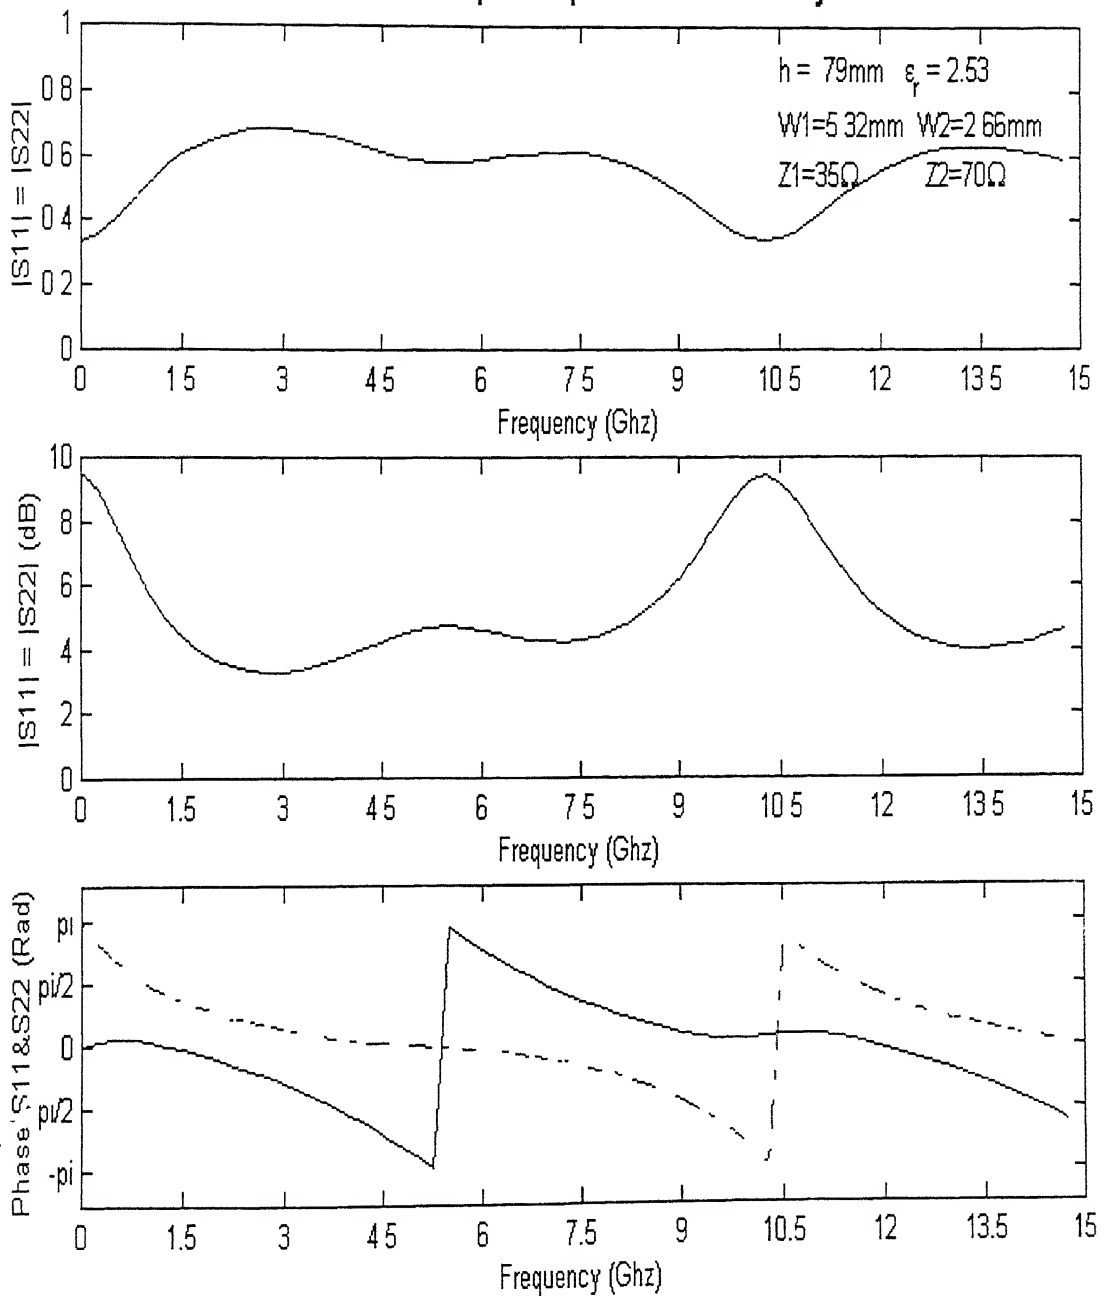 h = 79mm εr = 2.53
W1=5 32mm W2=2 66mm
Z1=35Ω Z2=70Ω
|S11| = |S22|
1
0 8
0 6
0 4
0 2
0
0 1 5 3 4 5 6 7 5 9 10 5 12 13 5 15
Frequency (Ghz)
|S11| = |S22| (dB)
10
8
6
4
2
0
0 1.5 3 4 5 6 7 5 9 10 5 12 13 5 15
Frequency (Ghz)
Phase S11&S22 (Rad)
pi
pi/2
0
pi/2
-pi
0 1.5 3 4 5 6 7.5 9 10.5 12 13.5 15
Frequency (Ghz)